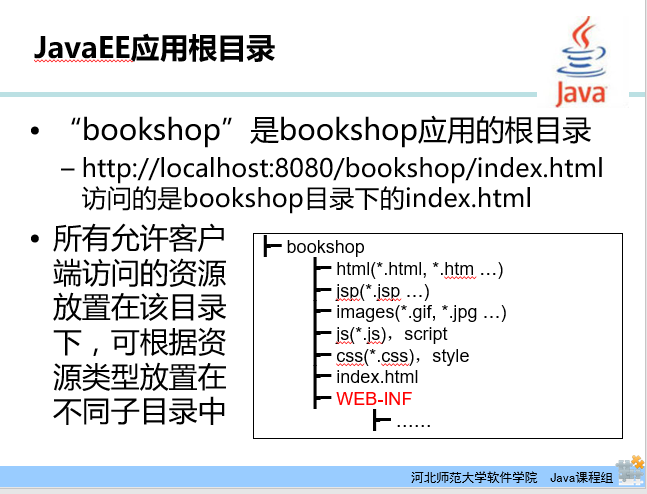 JavaEE应用根目录
Java
• “bookshop”是bookshop应用的根目录
– http://localhost:8080/bookshop/index.html
访问的是bookshop目录下的index.html
• 所有允许客户
端访问的资源
放置在该目录
下，可根据资
源类型放置在
不同子目录中
bookshop
html(*.html, *.htm …)
jsp(*.jsp …)
images(*.gif, *.jpg …)
js(*.js)，script
css(*.css)，style
index.html
WEB-INF
……
河北师范大学软件学院 Java课程组